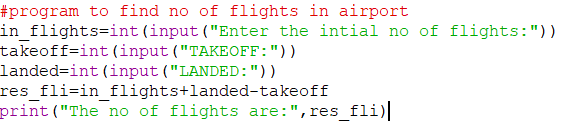 #program to find no of flights in airport
in_flights=int(input("Enter the intial no of flights:"))
takeoff=int(input("TAKEOFF:"))
landed=int(input("LANDED:"))
res_fli=in_flights+landed-takeoff
print("The no of flights are:",res_fli)